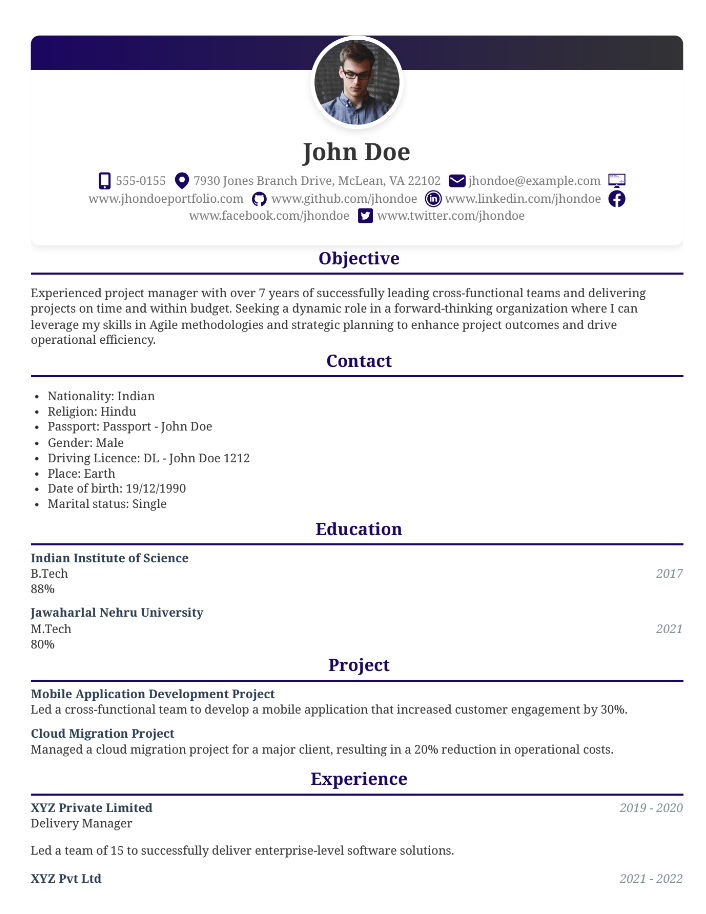 John Doe
555-0155 7930 Jones Branch Drive, McLean, VA 22102 jhondoe@example.com
www.jhondoeportfolio.com www.github.com/jhondoe in www.linkedin.com/jhondoe
www.facebook.com/jhondoe www.twitter.com/jhondoe
Objective
Experienced project manager with over 7 years of successfully leading cross-functional teams and delivering
projects on time and within budget. Seeking a dynamic role in a forward-thinking organization where I can
leverage my skills in Agile methodologies and strategic planning to enhance project outcomes and drive
operational efficiency.
Contact
• Nationality: Indian
• Religion: Hindu
• Passport: Passport - John Doe
• Gender: Male
• Driving Licence: DL - John Doe 1212
• Place: Earth
• Date of birth: 19/12/1990
• Marital status: Single
Education
Indian Institute of Science
B.Tech 2017
88%
Jawaharlal Nehru University
M.Tech 2021
80%
Project
Mobile Application Development Project
Led a cross-functional team to develop a mobile application that increased customer engagement by 30%.
Cloud Migration Project
Managed a cloud migration project for a major client, resulting in a 20% reduction in operational costs.
Experience
XYZ Private Limited 2019 - 2020
Delivery Manager
Led a team of 15 to successfully deliver enterprise-level software solutions.
XYZ Pvt Ltd 2021 - 2022